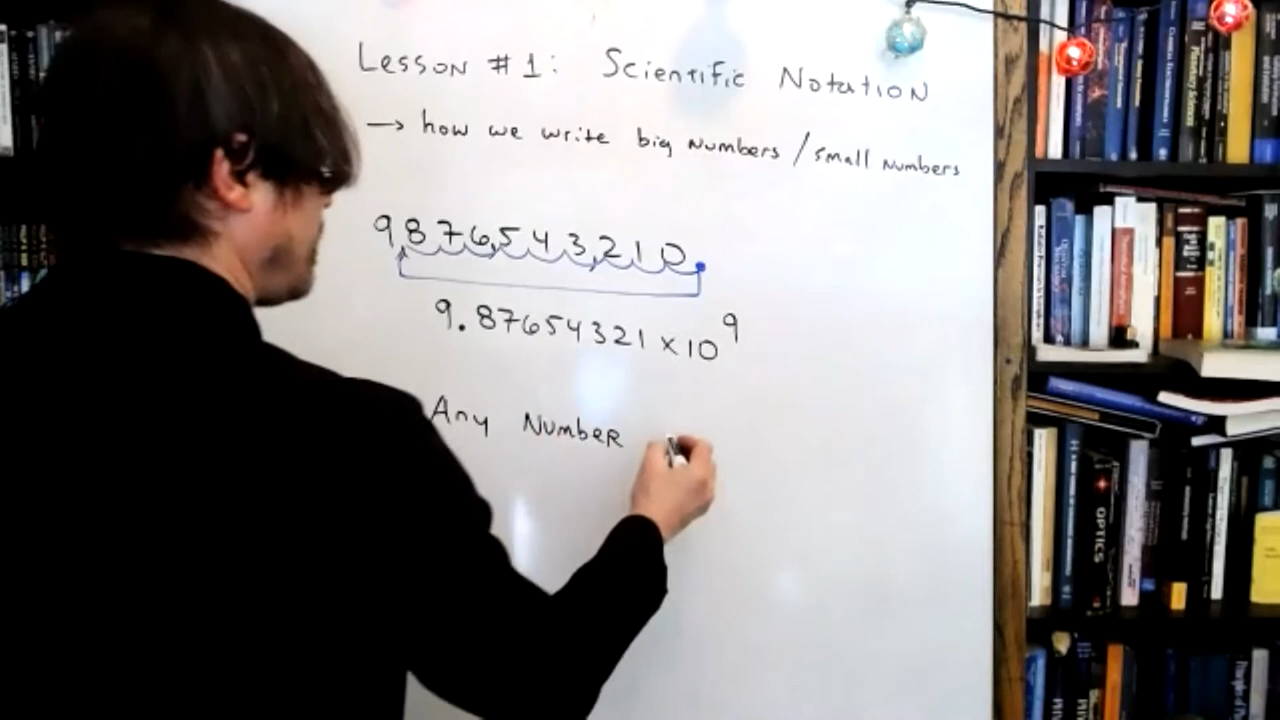 Lesson #1: Scientific Notation
→ how we write big numbers / small numbers
9,876,543,210.
9.87654321 × 10^9
Any Number
OPTICS